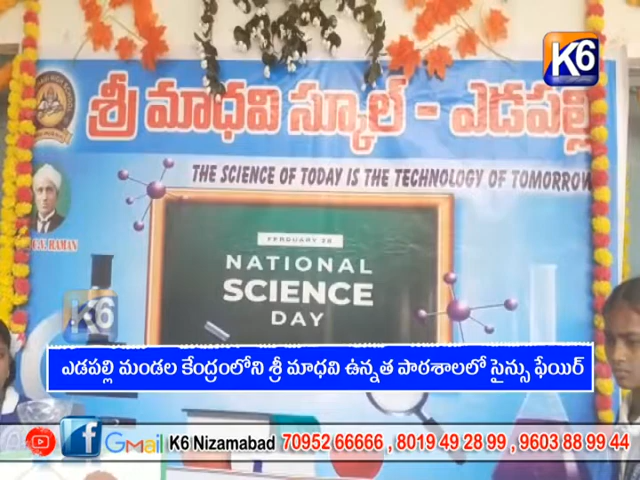 K6
శ్రీ మాధవి స్కూల్ - ఎడపల్లి
THE SCIENCE OF TODAY IS THE TECHNOLOGY OF TOMORROW
C.V. RAMAN
FEBRUARY 28
NATIONAL
SCIENCE
DAY
K6
ఎడపల్లి మండల కేంద్రంలోని శ్రీ మాధవి ఉన్నత పాఠశాలలో సైన్సు ఫేయిర్
Gmail K6 Nizamabad 70952 66666 , 8019 49 28 99 , 9603 88 99 44